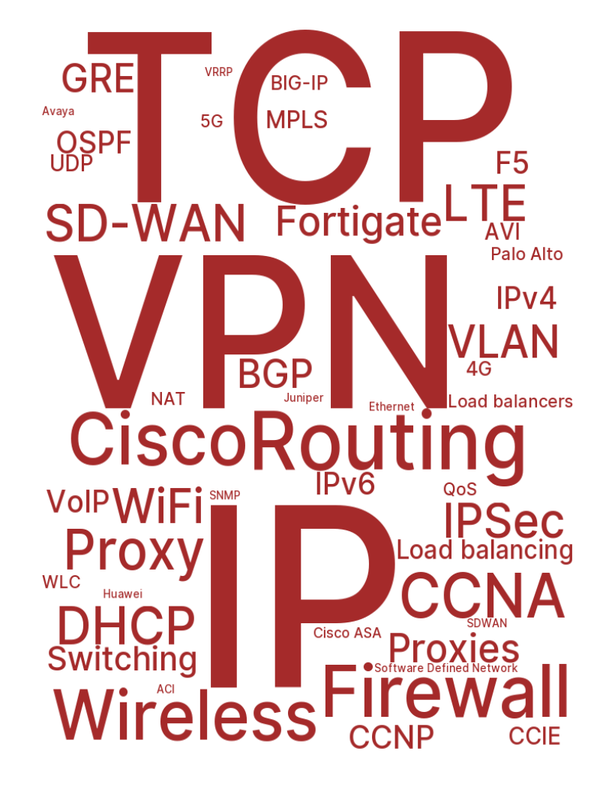 TCP
GRE
VRRP
BIG-IP
Avaya
5G
MPLS
OSPF
UDP
F5
SD-WAN
Fortigate
LTE
AVI
Palo Alto
VPN
IPv4
VLAN
BGP
4G
NAT
Juniper
Ethernet
Load balancers
Cisco
Routing
IPv6
QoS
VoIP
WiFi
SNMP
IP
IPSec
Proxy
Load balancing
WLC
Huawei
CCNA
DHCP
Cisco ASA
SDWAN
Switching
Proxies
Software Defined Network
ACI
Wireless
Firewall
CCNP
CCIE